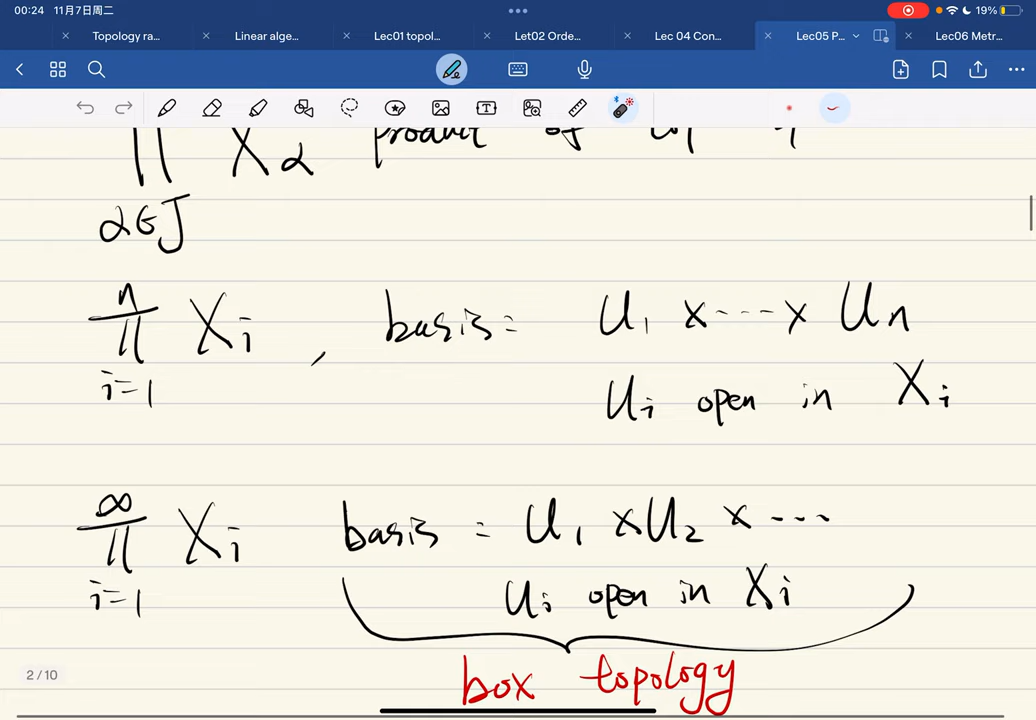 00:24 11月7日周二
19%
Topology ra...
Linear alge...
Lec01 topol...
Let02 Orde...
Lec 04 Con...
Lec05 P...
Lec06 Metr...
∏ Xα product of
α∈J
n
∏ Xi , basis = U1 x ... x Un
i=1
Ui open in Xi
∞
∏ Xi basis = U1 x U2 x ...
i=1
Ui open in Xi
2 / 10
box topology